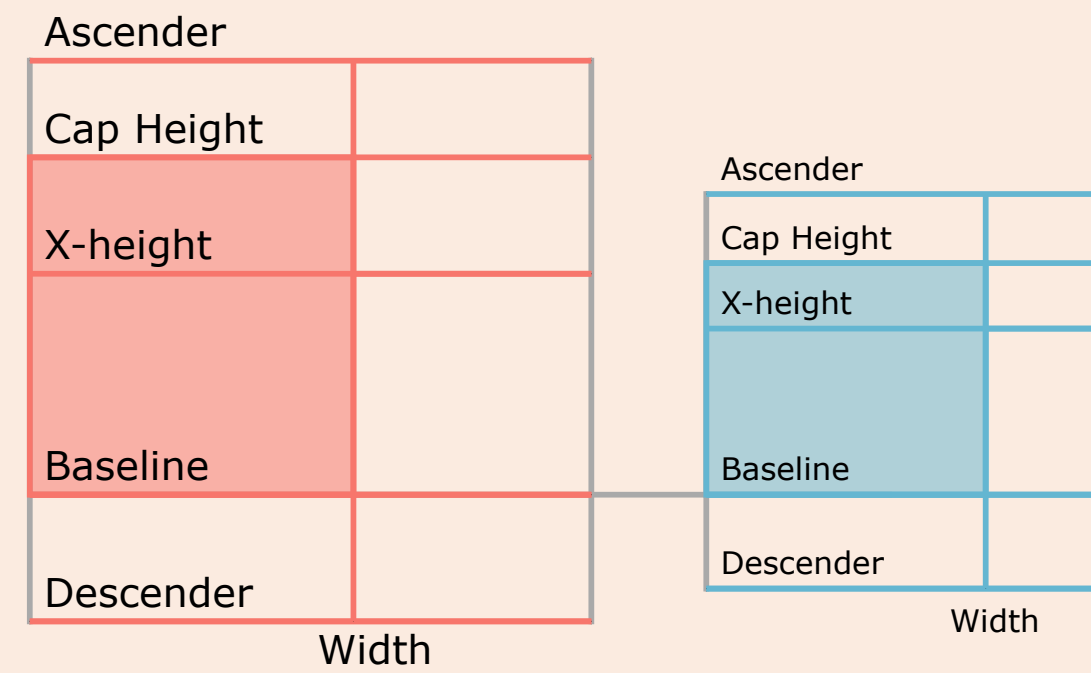 Ascender
Cap Height
X-height
Baseline
Descender
Width
Ascender
Cap Height
X-height
Baseline
Descender
Width